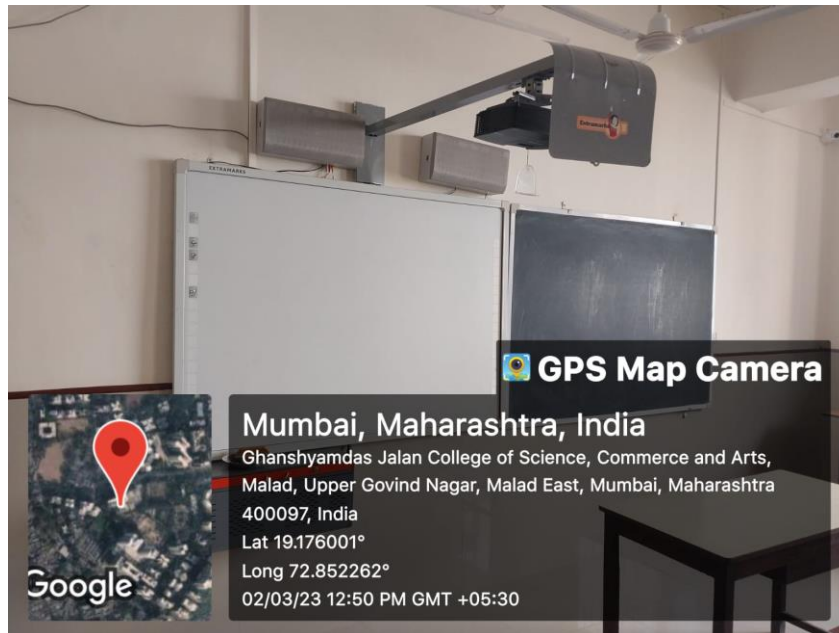 EXTRAMARKS
Extramarks
GPS Map Camera
Mumbai, Maharashtra, India
Ghanshyamdas Jalan College of Science, Commerce and Arts,
Malad, Upper Govind Nagar, Malad East, Mumbai, Maharashtra
400097, India
Lat 19.176001°
Long 72.852262°
02/03/23 12:50 PM GMT +05:30
Google